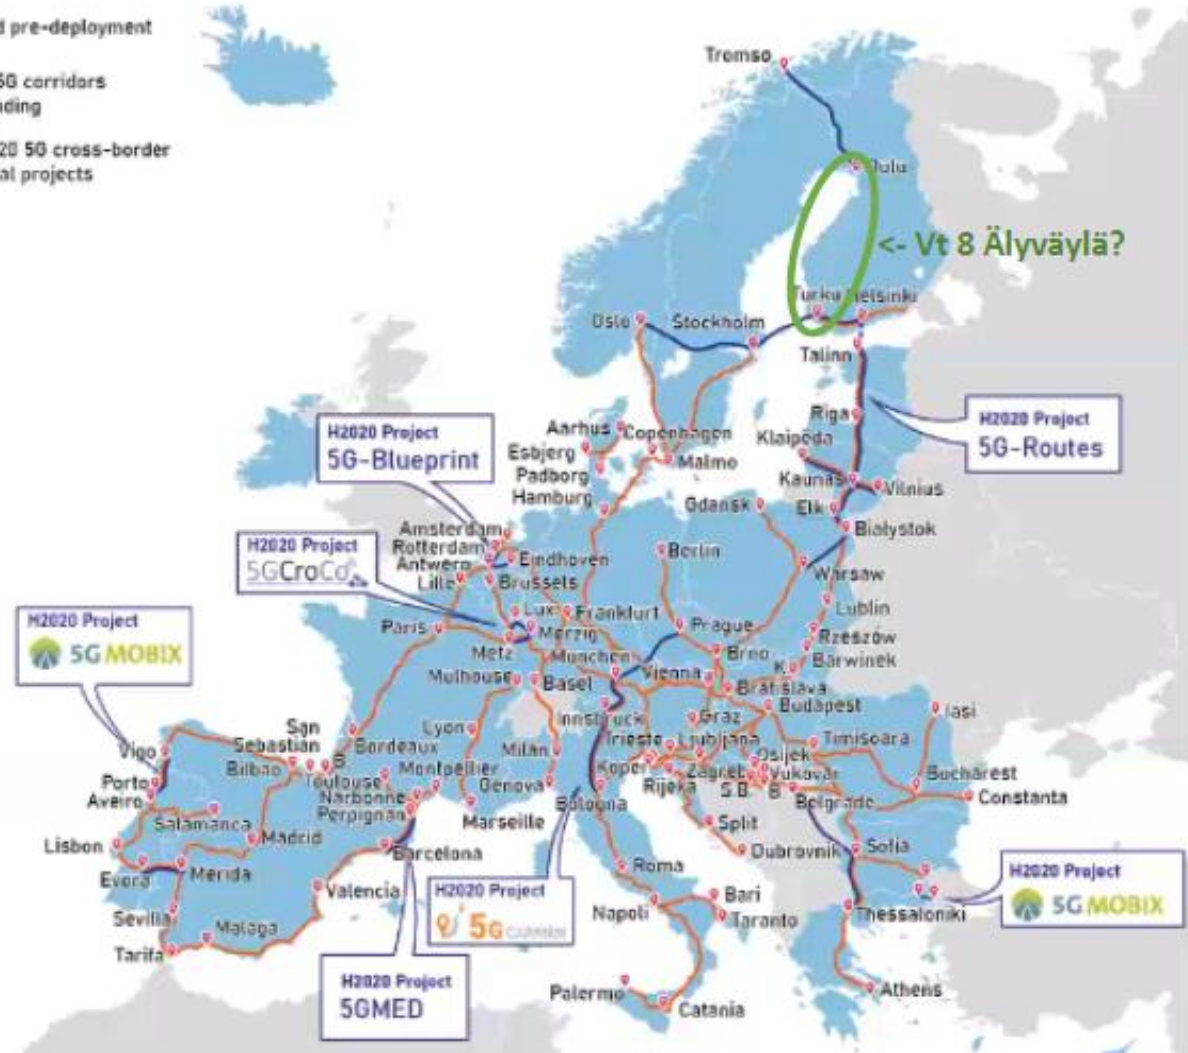 pre-deployment
5G corridors
5G cross-border
al projects
Tromsø
Oulu
<- Vt 8 Älyväylä?
Turku Helsinki
Oslo Stockholm
Talinn
Riga
H2020 Project
5G-Routes
Klaipeda
Kaunas
Vilnius
Elk
Białystok
Aarhus
Copenhagen
Esbjerg
Padborg
Malmo
Hamburg
Gdansk
H2020 Project
5G-Blueprint
Amsterdam
Rotterdam
Antwerp
Eindhoven
Berlin
Warsaw
H2020 Project
5GCroCo
Lille
Brussels
Lublin
Lux
Frankfurt
Paris
Merzig
Prague
Rzeszów
Metz
Munchen
Brno
Barwinek
K
H2020 Project
5G MOBIX
Mulhouse
Basel
Vienna
Bratislava
Budapest
Innsbruck
Graz
Iasi
Lyon
Milan
Trieste
Ljubljana
Timisoara
San
Sebastián
Bordeaux
Vigo
Bilbao
B
Toulouse
Montpellier
Koper
Osijek
Porto
Narbonne
Genova
Bologna
Rijeka
Zagreb
Vukovar
Bucharest
Aveiro
Perpignan
S.B
B
Belgrade
Constanta
Salamanca
Marseille
Madrid
Split
Lisbon
Barcelona
Dubrovnik
Sofia
Evora
Merida
Roma
Valencia
H2020 Project
5G CARMEN
Bari
H2020 Project
5G MOBIX
Sevilla
Napoli
Taranto
Thessaloniki
Malaga
Tarifa
H2020 Project
5GMED
Palermo
Catania
Athens